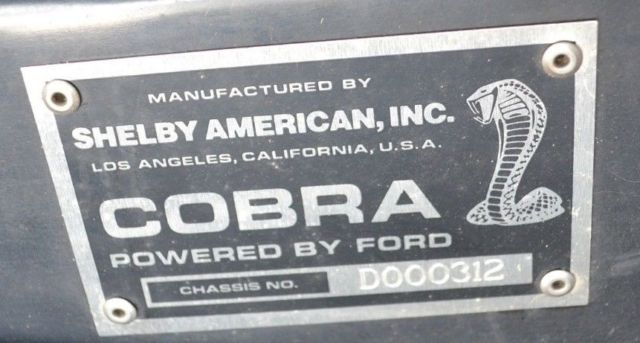 MANUFACTURED BY
SHELBY AMERICAN, INC.
LOS ANGELES, CALIFORNIA, U.S.A.
COBRA
POWERED BY FORD
CHASSIS NO. D000312